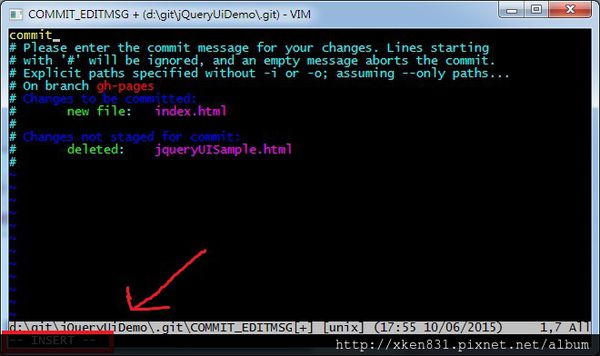 COMMIT_EDITMSG + (d:\git\jQueryUiDemo\.git) - VIM
commit
# Please enter the commit message for your changes. Lines starting
# with '#' will be ignored, and an empty message aborts the commit.
# Explicit paths specified without -i or -o; assuming --only paths...
# On branch gh-pages
# Changes to be committed:
#       new file:   index.html
#
# Changes not staged for commit:
#       deleted:    jqueryUISample.html
#
~
~
~
~
~
~
~
~
~
d:\git\jQueryUiDemo\.git\COMMIT_EDITMSG[+] [unix] (17:55 10/06/2015) 1,7 All
-- INSERT --
http://xken831.pixnet.net/album